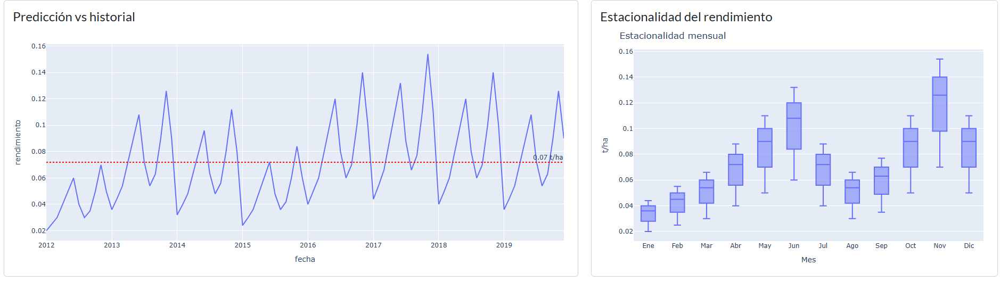 Predicción vs historial
0.16
0.14
0.12
0.1
0.08
0.06
0.04
0.02
rendimiento
0.07 t/ha
2012 2013 2014 2015 2016 2017 2018 2019
fecha
Estacionalidad del rendimiento
Estacionalidad mensual
0.16
0.14
0.12
0.1
0.08
0.06
0.04
0.02
t/ha
Ene Feb Mar Abr May Jun Jul Ago Sep Oct Nov Dic
Mes